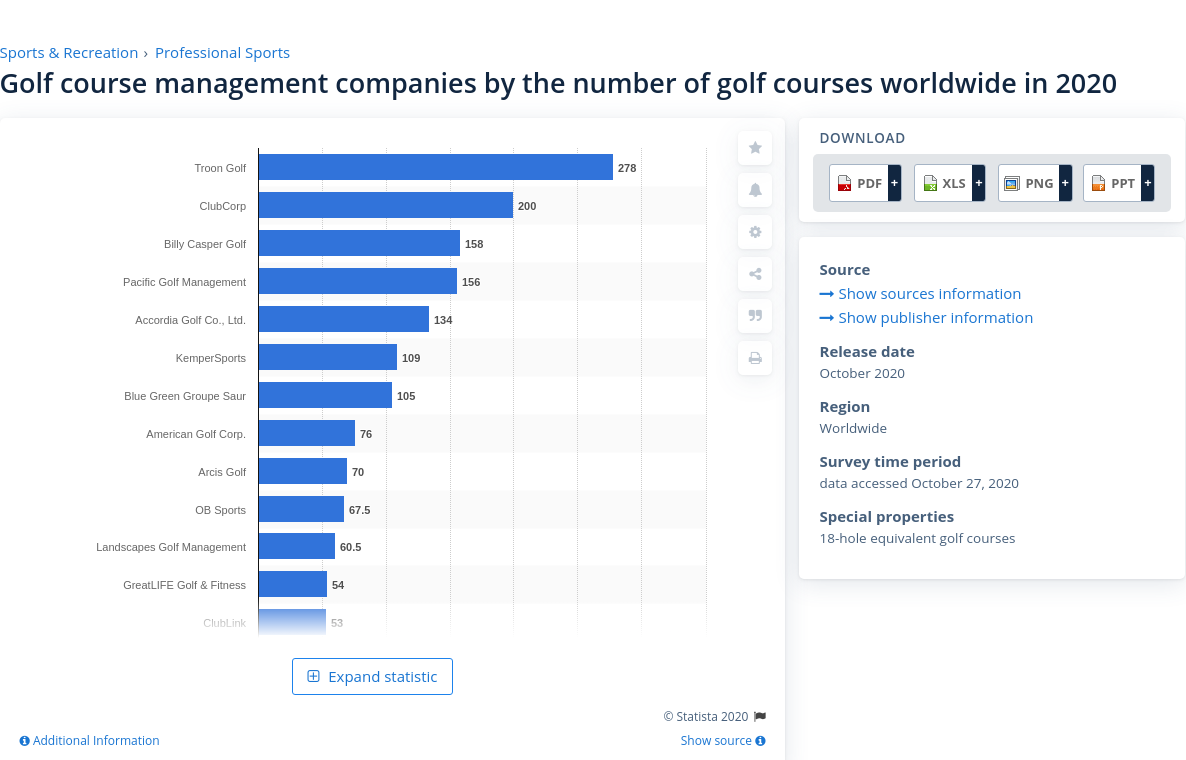 Sports & Recreation › Professional Sports
Golf course management companies by the number of golf courses worldwide in 2020
Troon Golf 278
ClubCorp 200
Billy Casper Golf 158
Pacific Golf Management 156
Accordia Golf Co., Ltd. 134
KemperSports 109
Blue Green Groupe Saur 105
American Golf Corp. 76
Arcis Golf 70
OB Sports 67.5
Landscapes Golf Management 60.5
GreatLIFE Golf & Fitness 54
ClubLink 53
Expand statistic
© Statista 2020
Additional Information
Show source
DOWNLOAD
PDF + XLS + PNG + PPT +
Source
Show sources information
Show publisher information
Release date
October 2020
Region
Worldwide
Survey time period
data accessed October 27, 2020
Special properties
18-hole equivalent golf courses